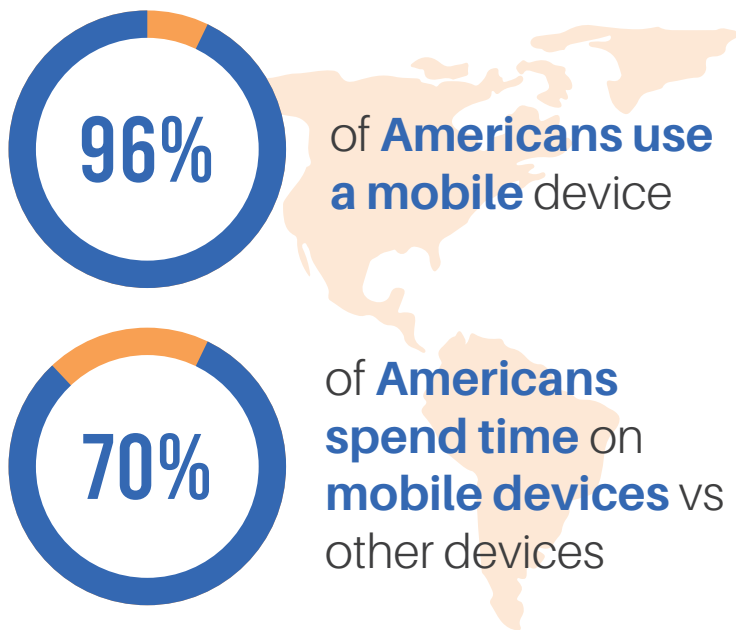 96%
of Americans use
a mobile device
70%
of Americans
spend time on
mobile devices vs
other devices